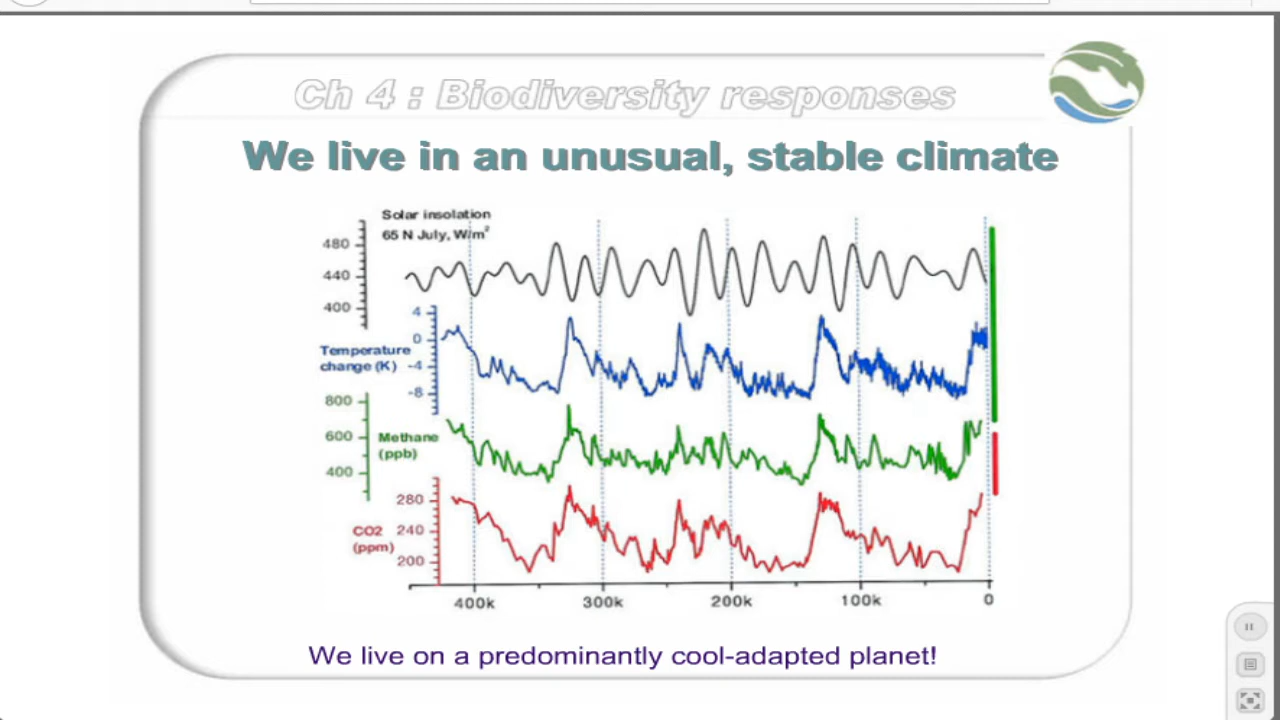 Ch 4 : Biodiversity responses
We live in an unusual, stable climate
Solar insolation
65 N July, W/m²
480
440
400
4
0
-4
-8
Temperature
change (K)
800
600
400
Methane
(ppb)
280
240
200
CO2
(ppm)
400k 300k 200k 100k 0
We live on a predominantly cool-adapted planet!